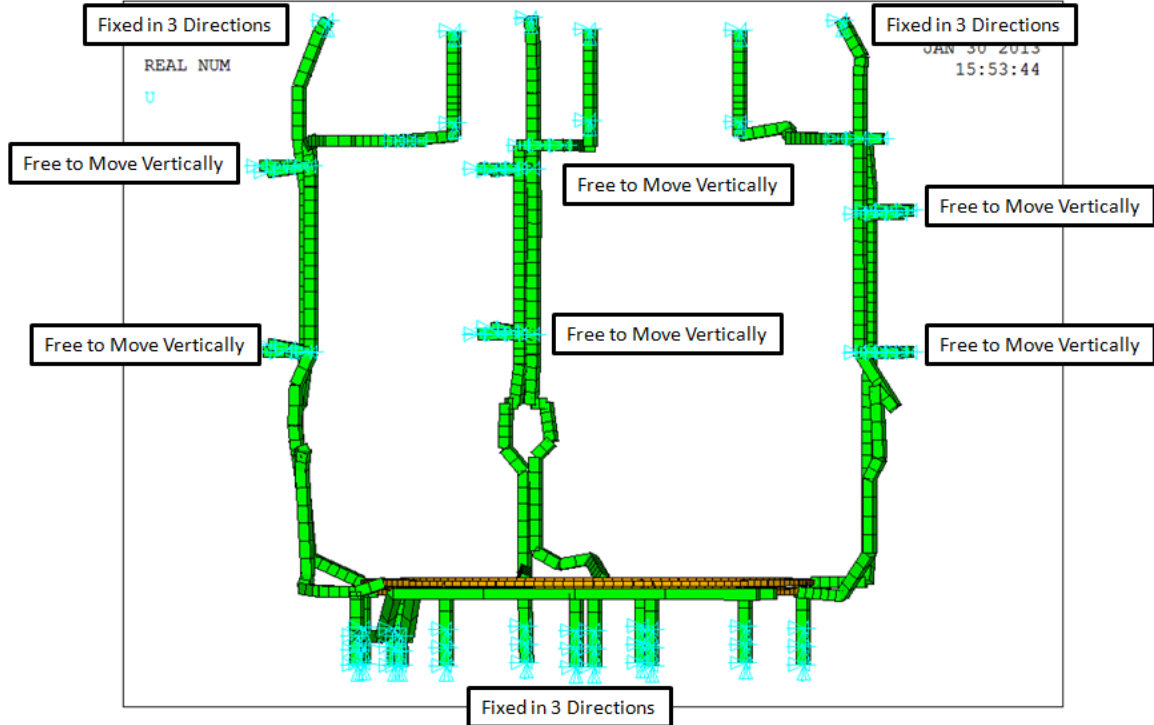 Fixed in 3 Directions
Fixed in 3 Directions
JAN 30 2013
REAL NUM
15:53:44
U
Free to Move Vertically
Free to Move Vertically
Free to Move Vertically
Free to Move Vertically
Free to Move Vertically
Free to Move Vertically
Fixed in 3 Directions